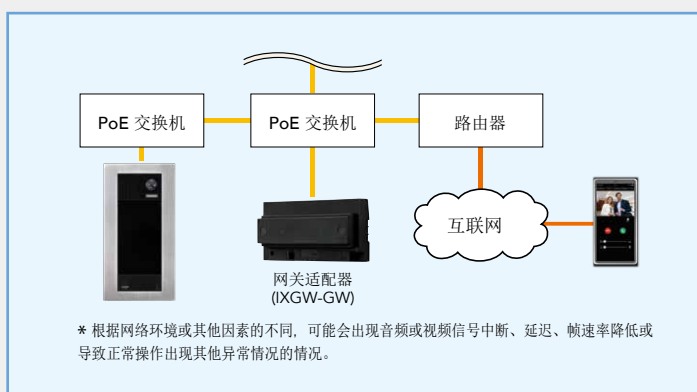 PoE 交换机
PoE 交换机
路由器
互联网
网关适配器
(IXGW-GW)
* 根据网络环境或其他因素的不同，可能会出现音频或视频信号中断、延迟、帧速率降低或
导致正常操作出现其他异常情况的情况。